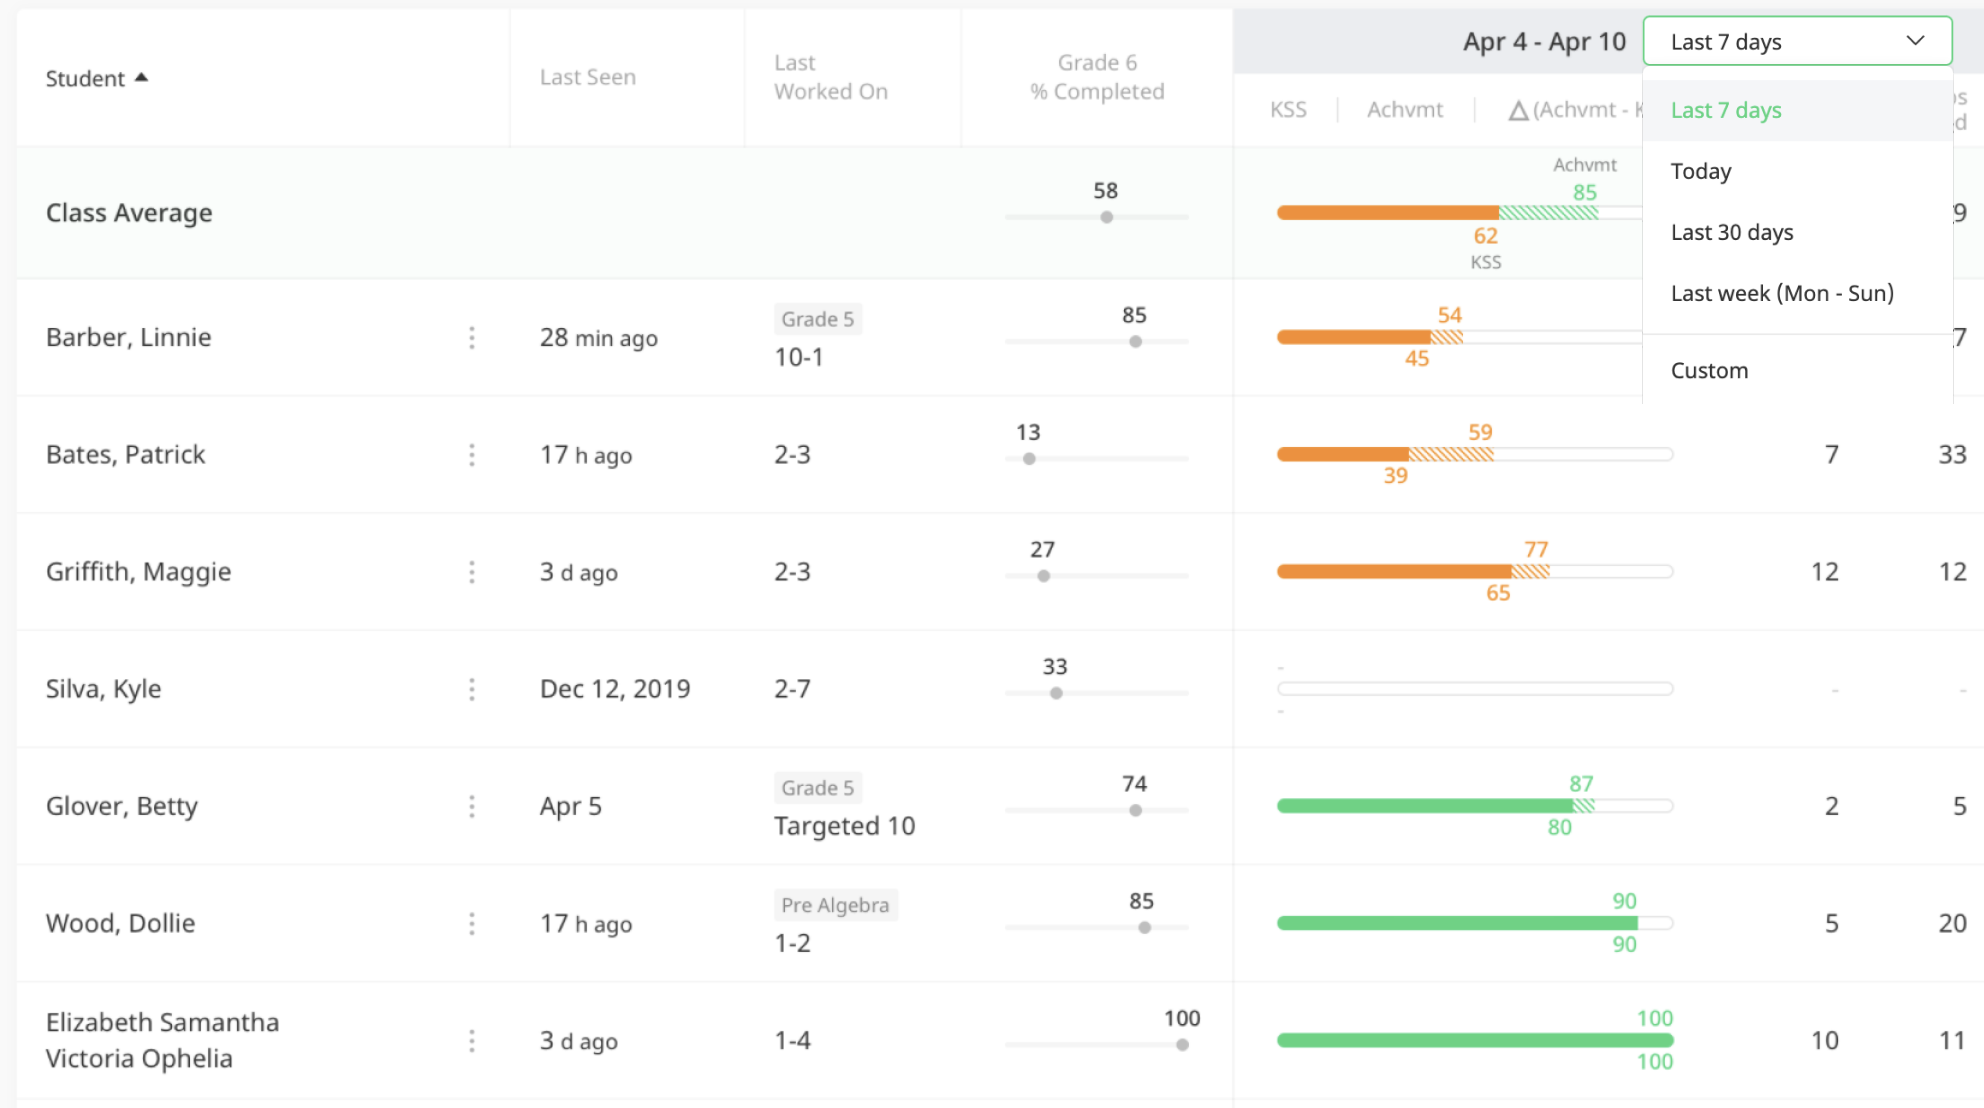 Student
Last Seen
Last
Worked On
Grade 6
% Completed
Apr 4 - Apr 10
Last 7 days
KSS
Achvmt
(Achvmt -
Last 7 days
Today
Last 30 days
Last week (Mon - Sun)
Custom
Class Average
58
Achvmt
85
62
KSS
9
Barber, Linnie
28 min ago
Grade 5
10-1
85
54
45
7
Bates, Patrick
17 h ago
2-3
13
59
39
7
33
Griffith, Maggie
3 d ago
2-3
27
77
65
12
12
Silva, Kyle
Dec 12, 2019
2-7
33
-
-
-
-
Glover, Betty
Apr 5
Grade 5
Targeted 10
74
87
80
2
5
Wood, Dollie
17 h ago
Pre Algebra
1-2
85
90
90
5
20
Elizabeth Samantha
Victoria Ophelia
3 d ago
1-4
100
100
100
10
11